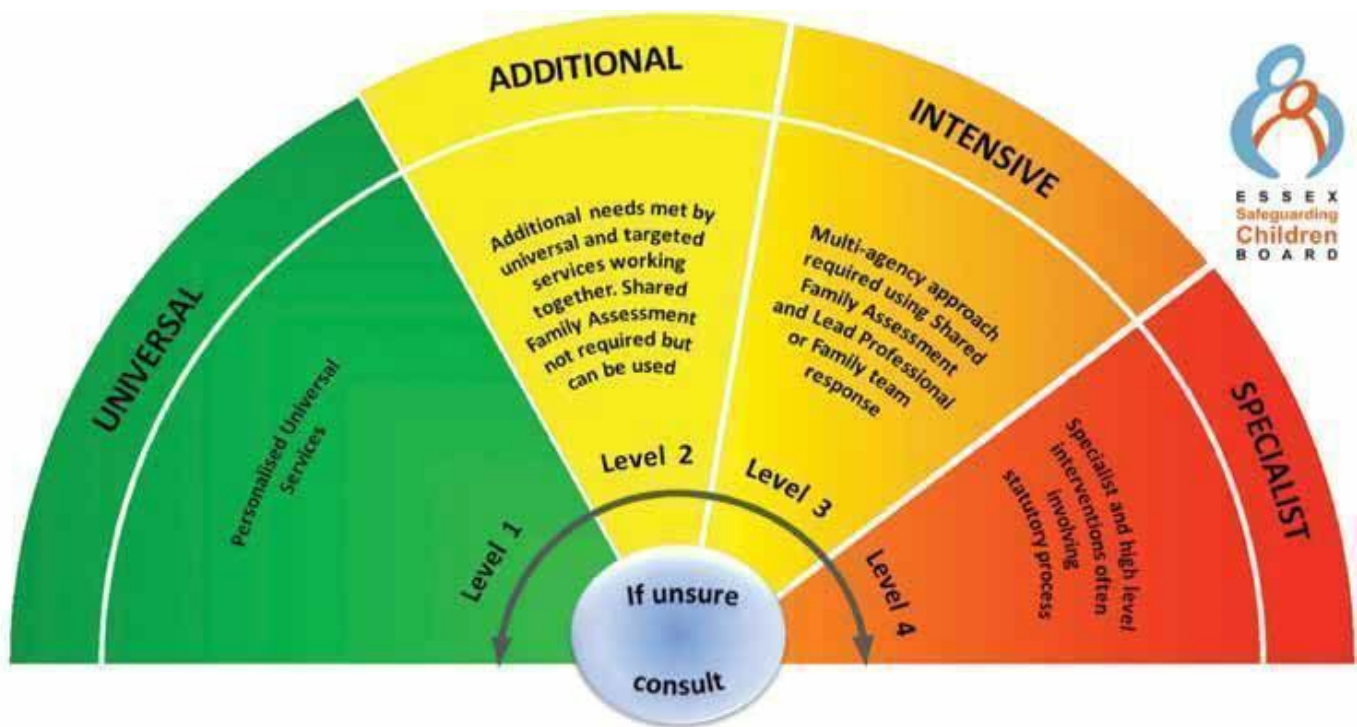 UNIVERSAL
Personalised Universal
Services
Level 1
ADDITIONAL
Additional needs met by
universal and targeted
services working
together. Shared
Family Assessment
not required but
can be used
Level 2
INTENSIVE
Multi-agency approach
required using Shared
Family Assessment
and Lead Professional
or Family team
response
Level 3
SPECIALIST
Specialist and high level
interventions often
involving
statutory process
Level 4
If unsure
consult
ESSEX
Safeguarding
Children
BOARD